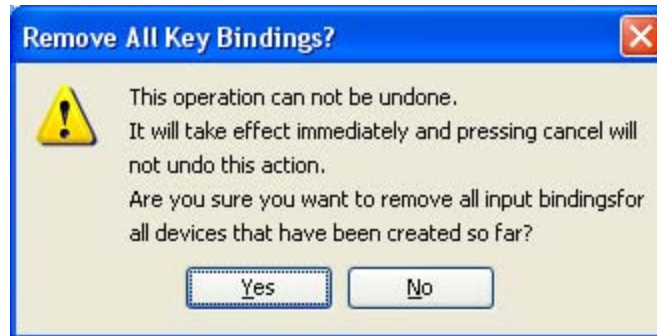 Remove All Key Bindings?
This operation can not be undone.
It will take effect immediately and pressing cancel will
not undo this action.
Are you sure you want to remove all input bindingsfor
all devices that have been created so far?
Yes
No